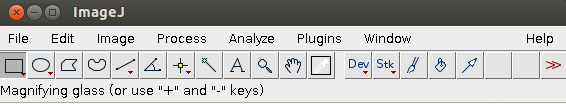 ImageJ
File Edit Image Process Analyze Plugins Window Help
A Dev Stk >>
Magnifying glass (or use "+" and "-" keys)